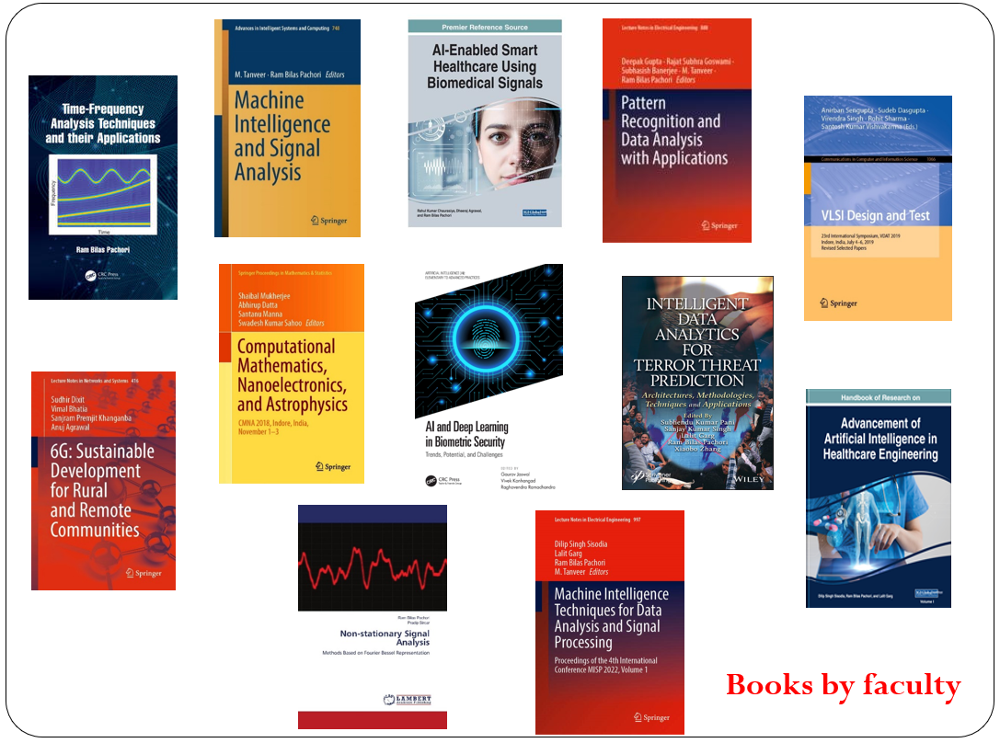 Time-Frequency
Analysis Techniques
and their Applications
Frequency
Time
Ram Bilas Pachori
CRC Press
Advances in Intelligent Systems and Computing 748
M. Tanveer · Ram Bilas Pachori Editors
Machine
Intelligence
and Signal
Analysis
Springer
Premier Reference Source
AI-Enabled Smart
Healthcare Using
Biomedical Signals
Rahul Kumar Chaurasiya, Dheeraj Agrawal,
and Ram Bilas Pachori
Lecture Notes in Electrical Engineering 888
Deepak Gupta · Rajat Subhra Goswami ·
Subhasish Banerjee · M. Tanveer ·
Ram Bilas Pachori Editors
Pattern
Recognition and
Data Analysis
with Applications
Springer
Anirban Sengupta · Sudeb Dasgupta ·
Virendra Singh · Rohit Sharma ·
Santosh Kumar Vishvakarma (Eds.)
Communications in Computer and Information Science 1066
VLSI Design and Test
23rd International Symposium, VDAT 2019
Indore, India, July 4–6, 2019
Revised Selected Papers
Springer
Springer Proceedings in Mathematics & Statistics
Shaibal Mukherjee
Abhirup Datta
Santanu Manna
Swadesh Kumar Sahoo Editors
Computational
Mathematics,
Nanoelectronics,
and Astrophysics
CMNA 2018, Indore, India,
November 1–3
Springer
ARTIFICIAL INTELLIGENCE (AI)
ELEMENTARY TO ADVANCED PRACTICES
AI and Deep Learning
in Biometric Security
Trends, Potential, and Challenges
CRC Press
EDITED BY
Gaurav Jaswal
Vivek Kanhangad
Raghavendra Ramachandra
INTELLIGENT
DATA
ANALYTICS
FOR
TERROR THREAT
PREDICTION
Architectures, Methodologies,
Techniques and Applications
Edited By
Subhendu Kumar Pani
Sanjay Kumar Singh
Lalit Garg
Ram Bilas Pachori
Xiaobo Zhang
Scrivener
Publishing
WILEY
Lecture Notes in Networks and Systems 416
Sudhir Dixit
Vimal Bhatia
Sanjram Premjit Khanganba
Anuj Agrawal
6G: Sustainable
Development
for Rural
and Remote
Communities
Springer
Handbook of Research on
Advancement of
Artificial Intelligence in
Healthcare Engineering
Dilip Singh Sisodia, Ram Bilas Pachori, and Lalit Garg
Volume I
Ram Bilas Pachori
Pradip Sircar
Non-stationary Signal
Analysis
Methods Based on Fourier-Bessel Representation
LAMBERT
Academic Publishing
Lecture Notes in Electrical Engineering 997
Dilip Singh Sisodia
Lalit Garg
Ram Bilas Pachori
M. Tanveer Editors
Machine Intelligence
Techniques for Data
Analysis and Signal
Processing
Proceedings of the 4th International
Conference MISP 2022, Volume 1
Springer
Books by faculty